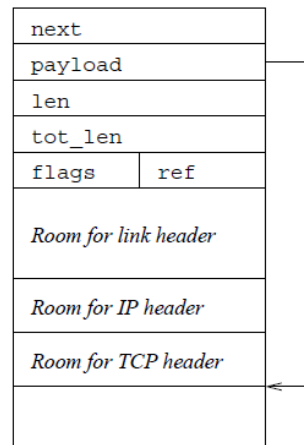 next
payload
len
tot_len
flags ref
Room for link header
Room for IP header
Room for TCP header